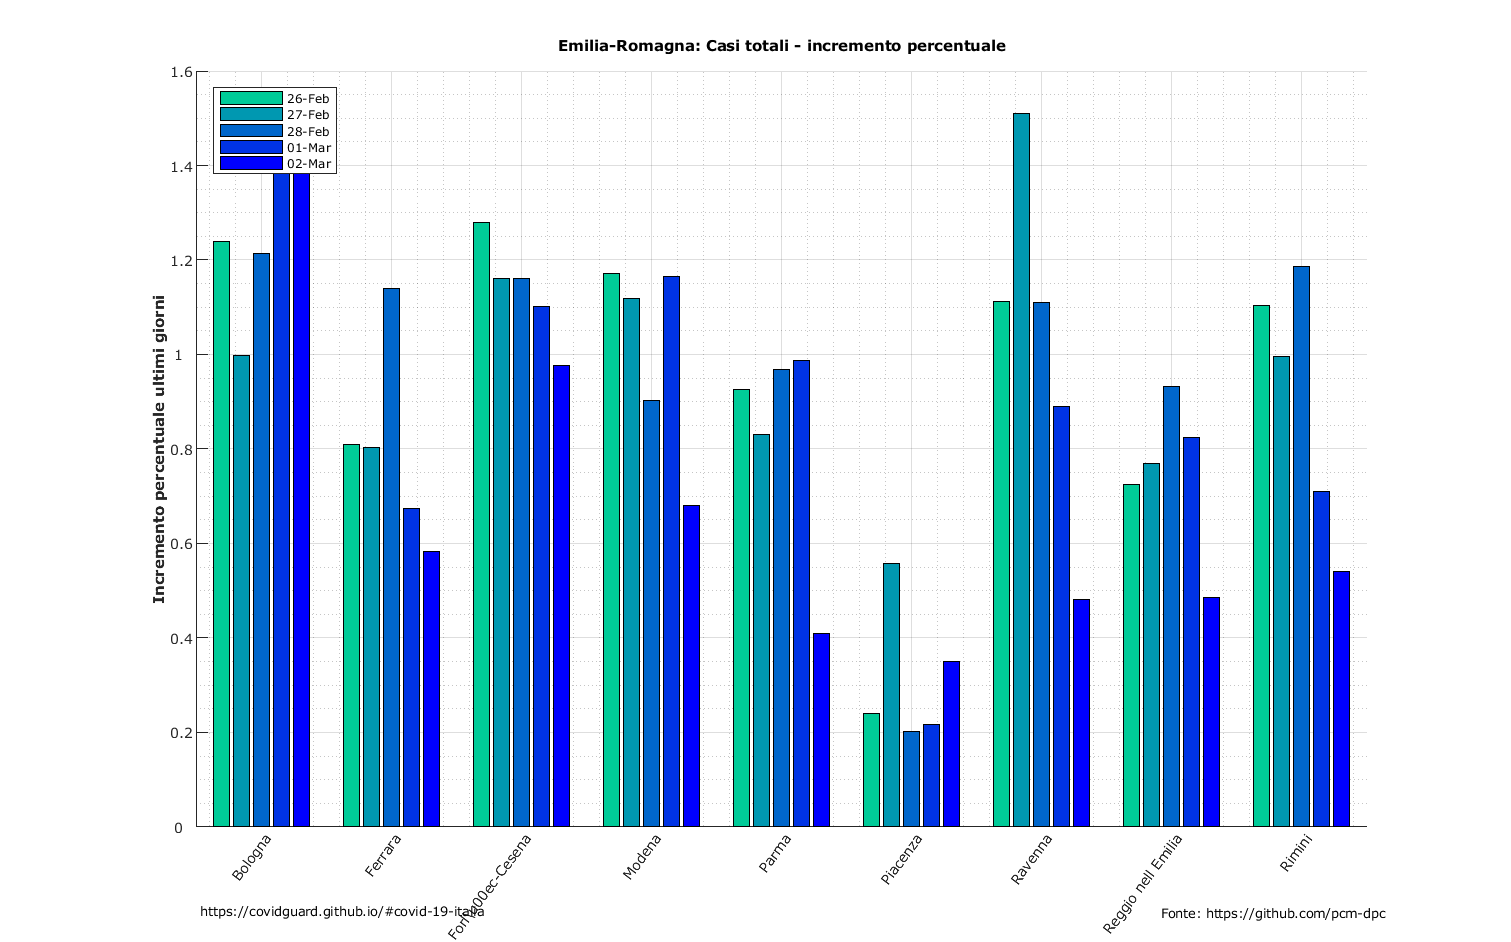 Emilia-Romagna: Casi totali - incremento percentuale
Incremento percentuale ultimi giorni
1.6
1.4
1.2
1
0.8
0.6
0.4
0.2
0
26-Feb
27-Feb
28-Feb
01-Mar
02-Mar
Bologna
Ferrara
Forl\u00ec-Cesena
Modena
Parma
Piacenza
Ravenna
Reggio nell Emilia
Rimini
https://covidguard.github.io/#covid-19-italia
Fonte: https://github.com/pcm-dpc